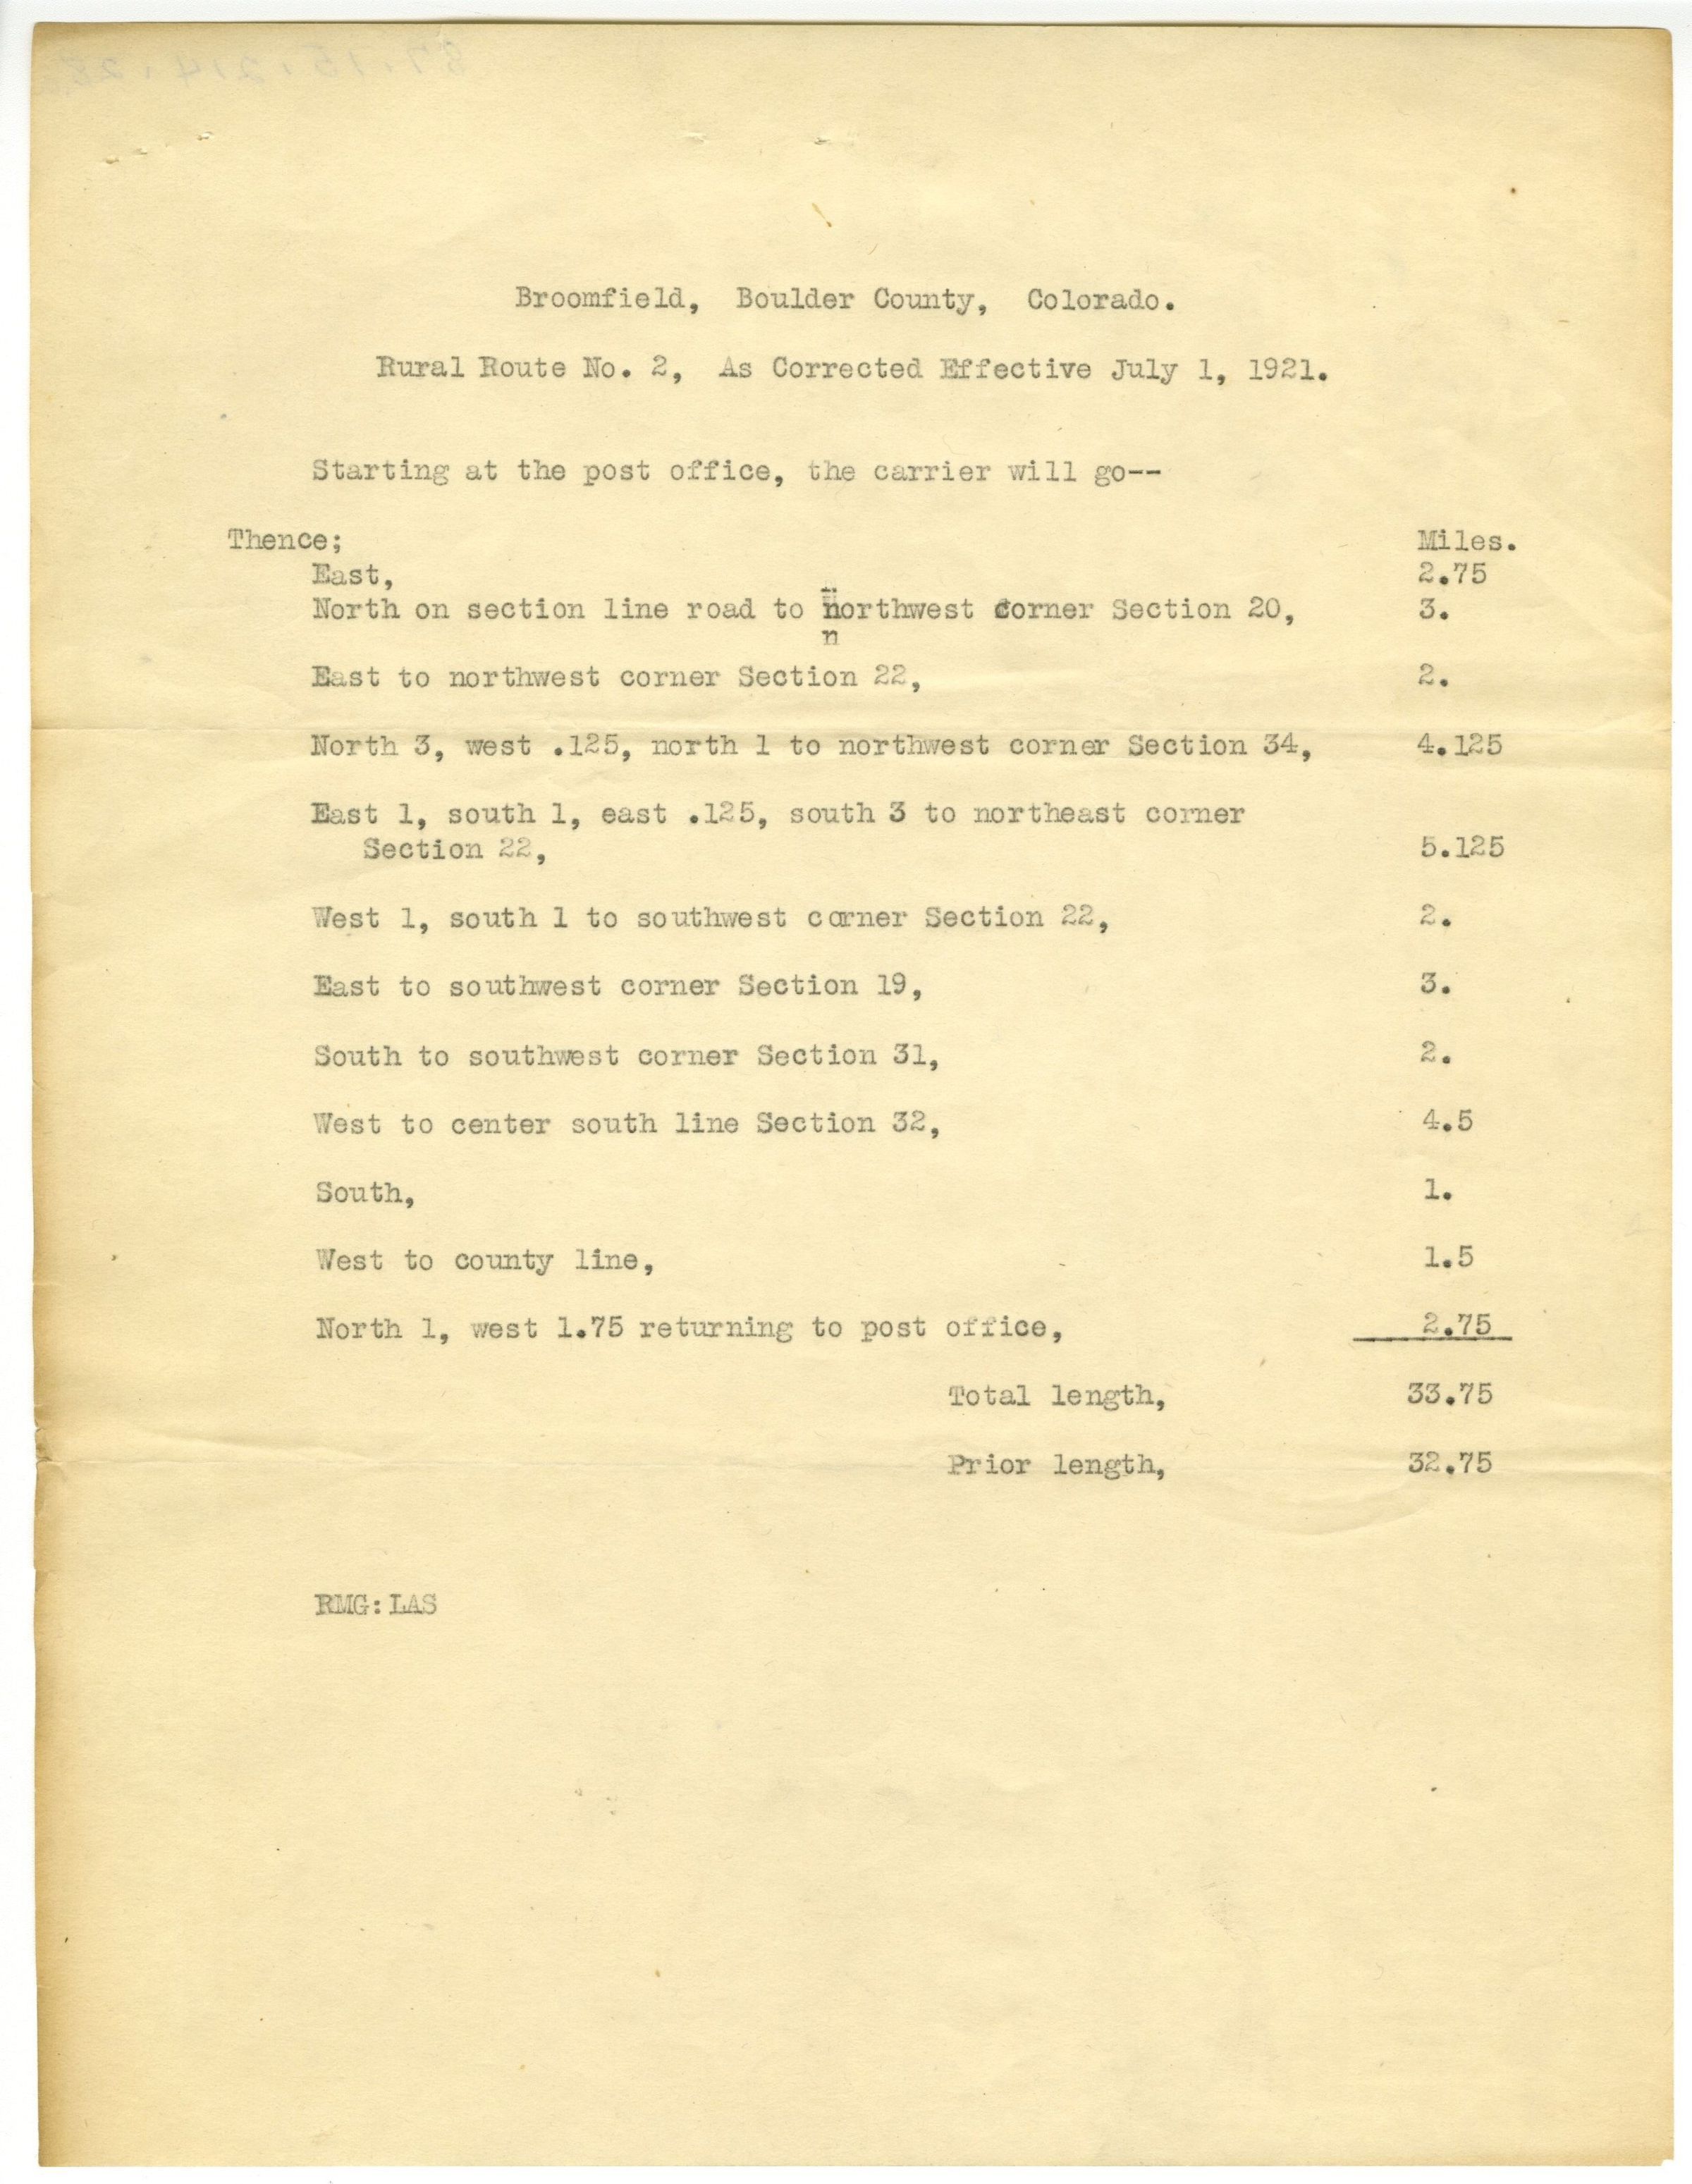 Broomfield, Boulder County, Colorado.
Rural Route No. 2, As Corrected Effective July 1, 1921.
Starting at the post office, the carrier will go--
Thence; Miles.
East, 2.75
North on section line road to northwest corner Section 20, 3.
n
East to northwest corner Section 22, 2.
North 3, west .125, north 1 to northwest corner Section 34, 4.125
East 1, south 1, east .125, south 3 to northeast corner
Section 22, 5.125
West 1, south 1 to southwest corner Section 22, 2.
East to southwest corner Section 19, 3.
South to southwest corner Section 31, 2.
West to center south line Section 32, 4.5
South, 1.
West to county line, 1.5
North 1, west 1.75 returning to post office, 2.75
Total length, 33.75
Prior length, 32.75
RMG:LAS